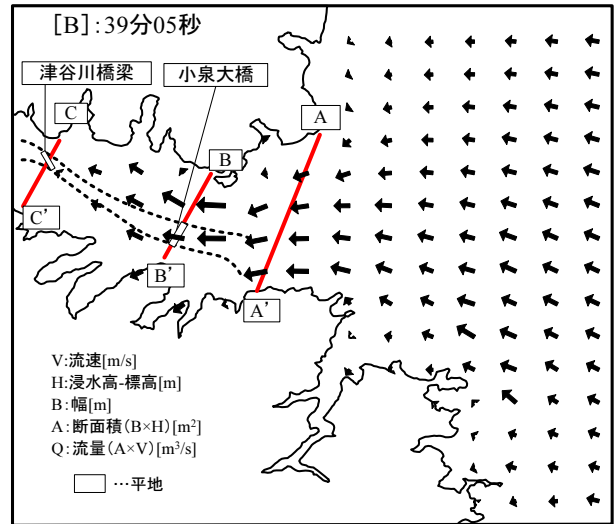 [B]:39分05秒
津谷川橋梁
小泉大橋
C
B
A
C'
B'
A'
V:流速[m/s]
H:浸水高-標高[m]
B:幅[m]
A:断面積(B×H)[m²]
Q:流量(A×V)[m³/s]
…平地